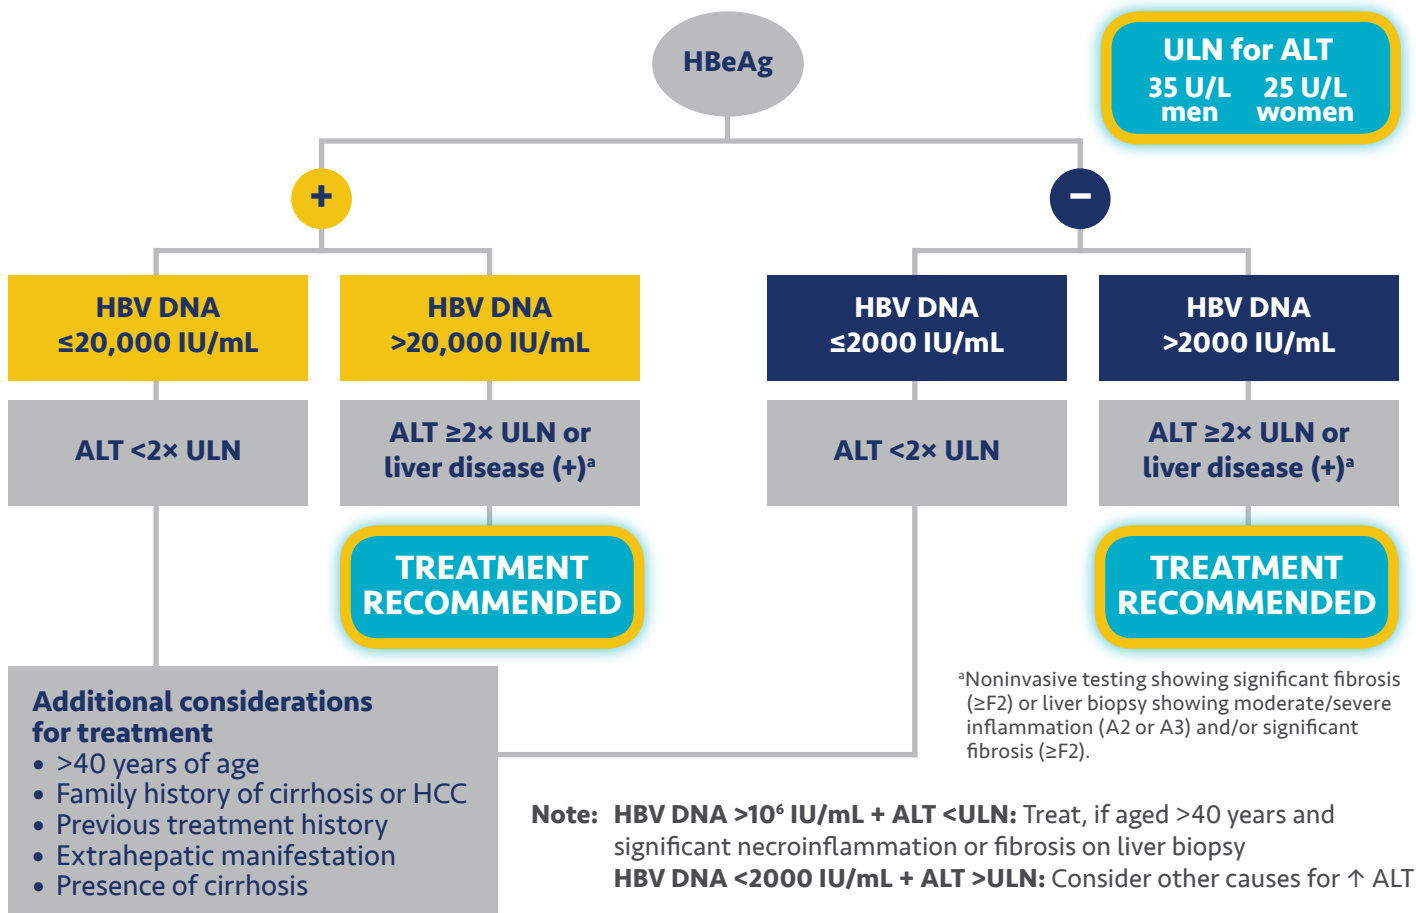 HBeAg
ULN for ALT
35 U/L 25 U/L
men women
+
−
HBV DNA
≤20,000 IU/mL
HBV DNA
>20,000 IU/mL
HBV DNA
≤2000 IU/mL
HBV DNA
>2000 IU/mL
ALT <2× ULN
ALT ≥2× ULN or
liver disease (+)ᵃ
ALT <2× ULN
ALT ≥2× ULN or
liver disease (+)ᵃ
TREATMENT
RECOMMENDED
TREATMENT
RECOMMENDED
Additional considerations
for treatment
• >40 years of age
• Family history of cirrhosis or HCC
• Previous treatment history
• Extrahepatic manifestation
• Presence of cirrhosis
ᵃNoninvasive testing showing significant fibrosis
(≥F2) or liver biopsy showing moderate/severe
inflammation (A2 or A3) and/or significant
fibrosis (≥F2).
Note: HBV DNA >10⁶ IU/mL + ALT <ULN: Treat, if aged >40 years and
significant necroinflammation or fibrosis on liver biopsy
HBV DNA <2000 IU/mL + ALT >ULN: Consider other causes for ↑ ALT